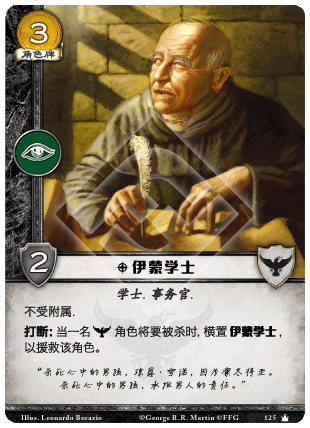 3
角色牌
2
伊蒙学士
学士. 事务官.
不受附属.
打断: 当一名 角色将要被杀时, 横置 伊蒙学士,
以援救该角色。
“杀死心中的男孩, 琼恩·雪诺, 因为凛冬将至。
杀死心中的男孩, 承担男人的责任。”
Illus. Leonardo Borazio ©George R.R. Martin ©FFG 125